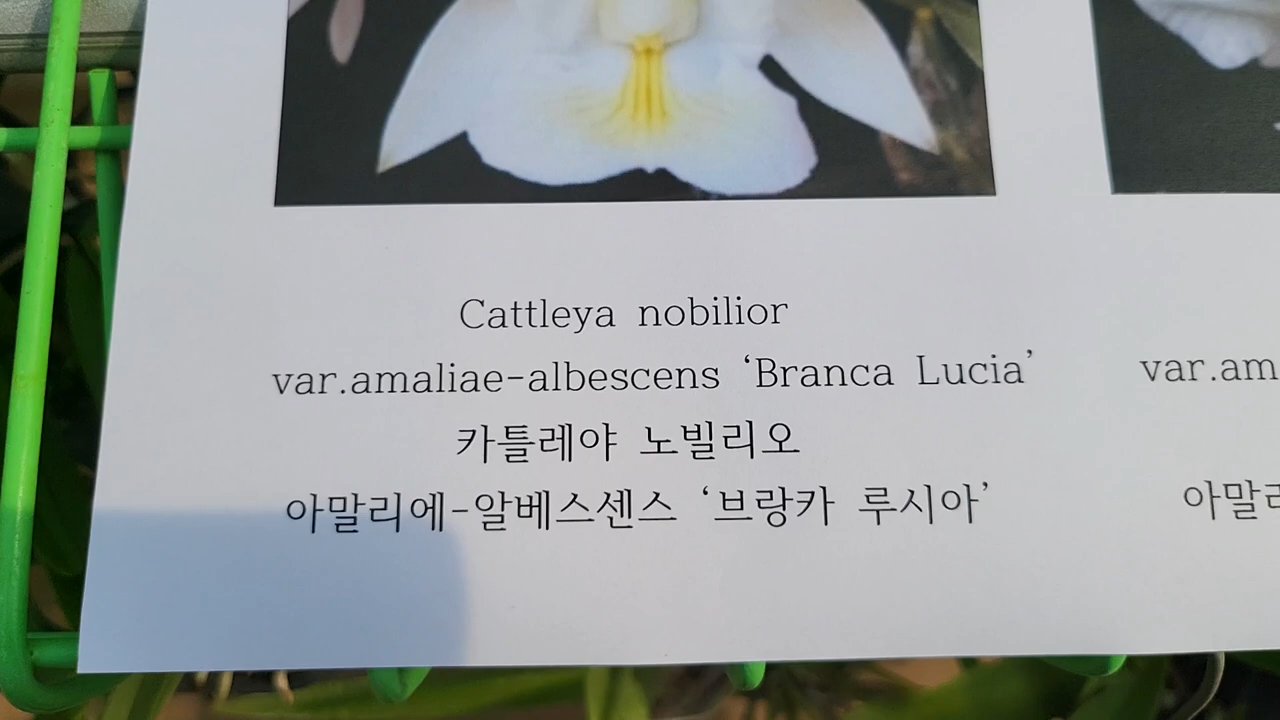 Cattleya nobilior
var.amaliae-albescens ‘Branca Lucia’
카틀레야 노빌리오
아말리에-알베스센스 ‘브랑카 루시아’
var.am
아말리